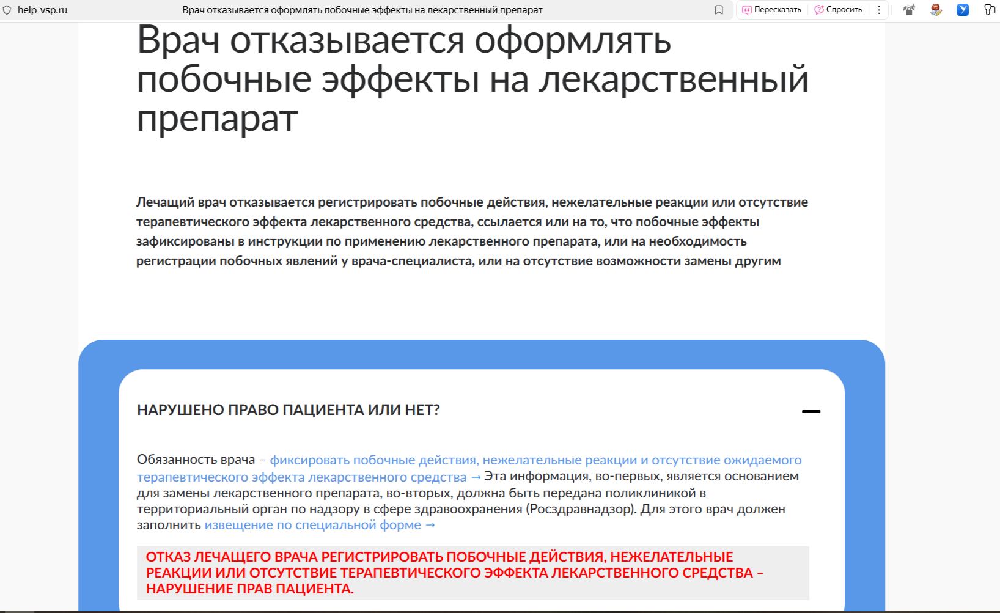 help-vsp.ru
Врач отказывается оформлять побочные эффекты на лекарственный препарат
Пересказать
Спросить
Врач отказывается оформлять
побочные эффекты на лекарственный
препарат
Лечащий врач отказывается регистрировать побочные действия, нежелательные реакции или отсутствие
терапевтического эффекта лекарственного средства, ссылается или на то, что побочные эффекты
зафиксированы в инструкции по применению лекарственного препарата, или на необходимость
регистрации побочных явлений у врача-специалиста, или на отсутствие возможности замены другим
НАРУШЕНО ПРАВО ПАЦИЕНТА ИЛИ НЕТ?
Обязанность врача – фиксировать побочные действия, нежелательные реакции и отсутствие ожидаемого
терапевтического эффекта лекарственного средства → Эта информация, во-первых, является основанием
для замены лекарственного препарата, во-вторых, должна быть передана поликлиникой в
территориальный орган по надзору в сфере здравоохранения (Росздравнадзор). Для этого врач должен
заполнить извещение по специальной форме →
ОТКАЗ ЛЕЧАЩЕГО ВРАЧА РЕГИСТРИРОВАТЬ ПОБОЧНЫЕ ДЕЙСТВИЯ, НЕЖЕЛАТЕЛЬНЫЕ
РЕАКЦИИ ИЛИ ОТСУТСТВИЕ ТЕРАПЕВТИЧЕСКОГО ЭФФЕКТА ЛЕКАРСТВЕННОГО СРЕДСТВА –
НАРУШЕНИЕ ПРАВ ПАЦИЕНТА.